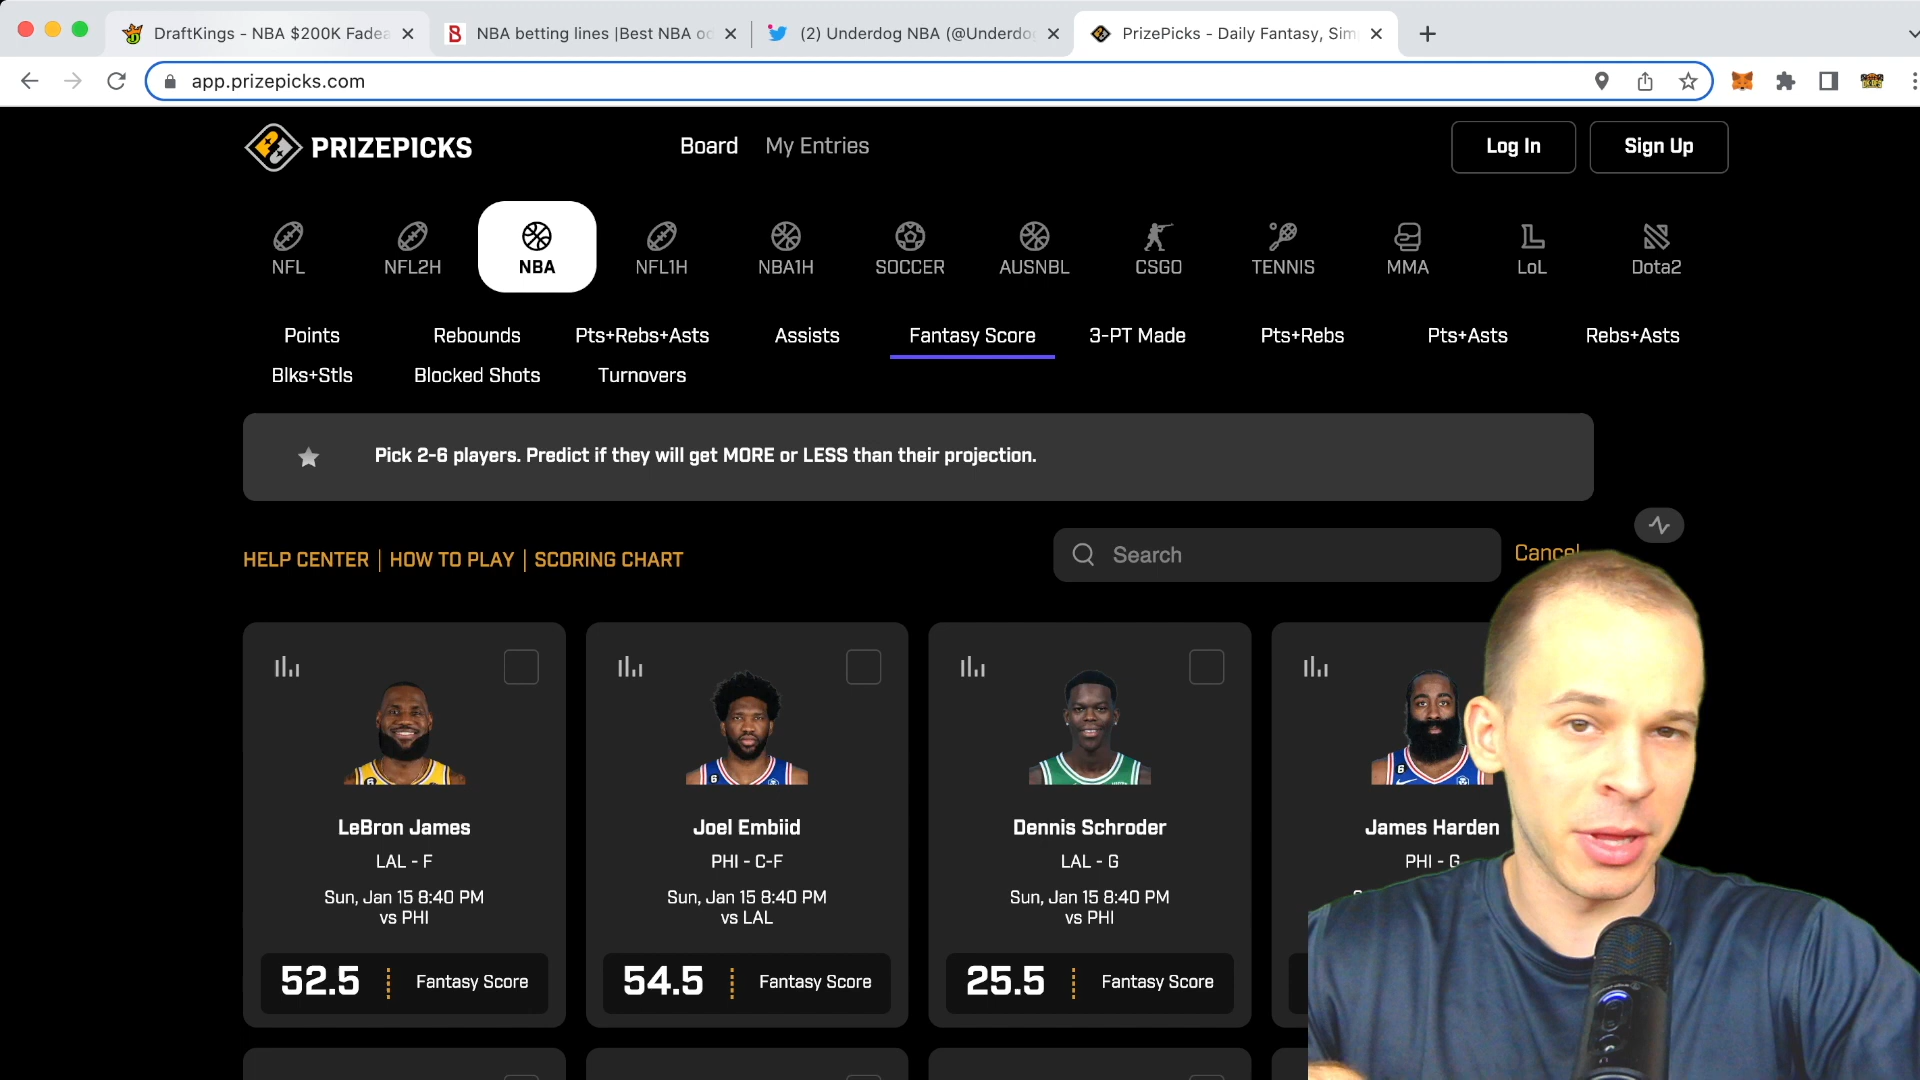 DraftKings - NBA $200K Fadea
NBA betting lines |Best NBA od
(2) Underdog NBA (@Underdog
PrizePicks - Daily Fantasy, Sim
app.prizepicks.com
PRIZEPICKS
Board
My Entries
Log In
Sign Up
NFL
NFL2H
NBA
NFL1H
NBA1H
SOCCER
AUSNBL
CSGO
TENNIS
MMA
LoL
Dota2
Points
Rebounds
Pts+Rebs+Asts
Assists
Fantasy Score
3-PT Made
Pts+Rebs
Pts+Asts
Rebs+Asts
Blks+Stls
Blocked Shots
Turnovers
Pick 2-6 players. Predict if they will get MORE or LESS than their projection.
HELP CENTER | HOW TO PLAY | SCORING CHART
Search
Cancel
LeBron James
LAL - F
Sun, Jan 15 8:40 PM
vs PHI
52.5
Fantasy Score
Joel Embiid
PHI - C-F
Sun, Jan 15 8:40 PM
vs LAL
54.5
Fantasy Score
Dennis Schroder
LAL - G
Sun, Jan 15 8:40 PM
vs PHI
25.5
Fantasy Score
James Harden
PHI - G